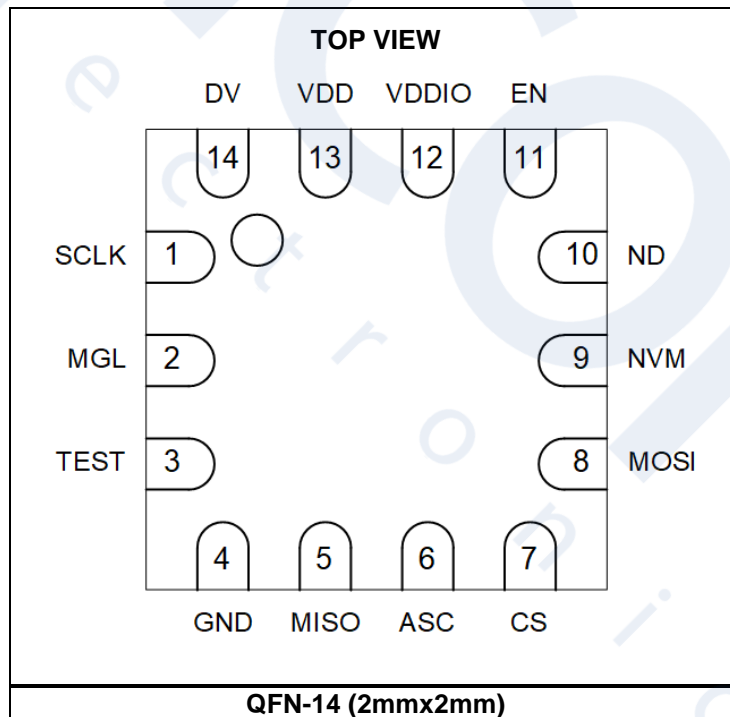 TOP VIEW
DV VDD VDDIO EN
14 13 12 11
SCLK 1 10 ND
MGL 2 9 NVM
TEST 3 8 MOSI
4 5 6 7
GND MISO ASC CS
QFN-14 (2mmx2mm)
e c t r o n i